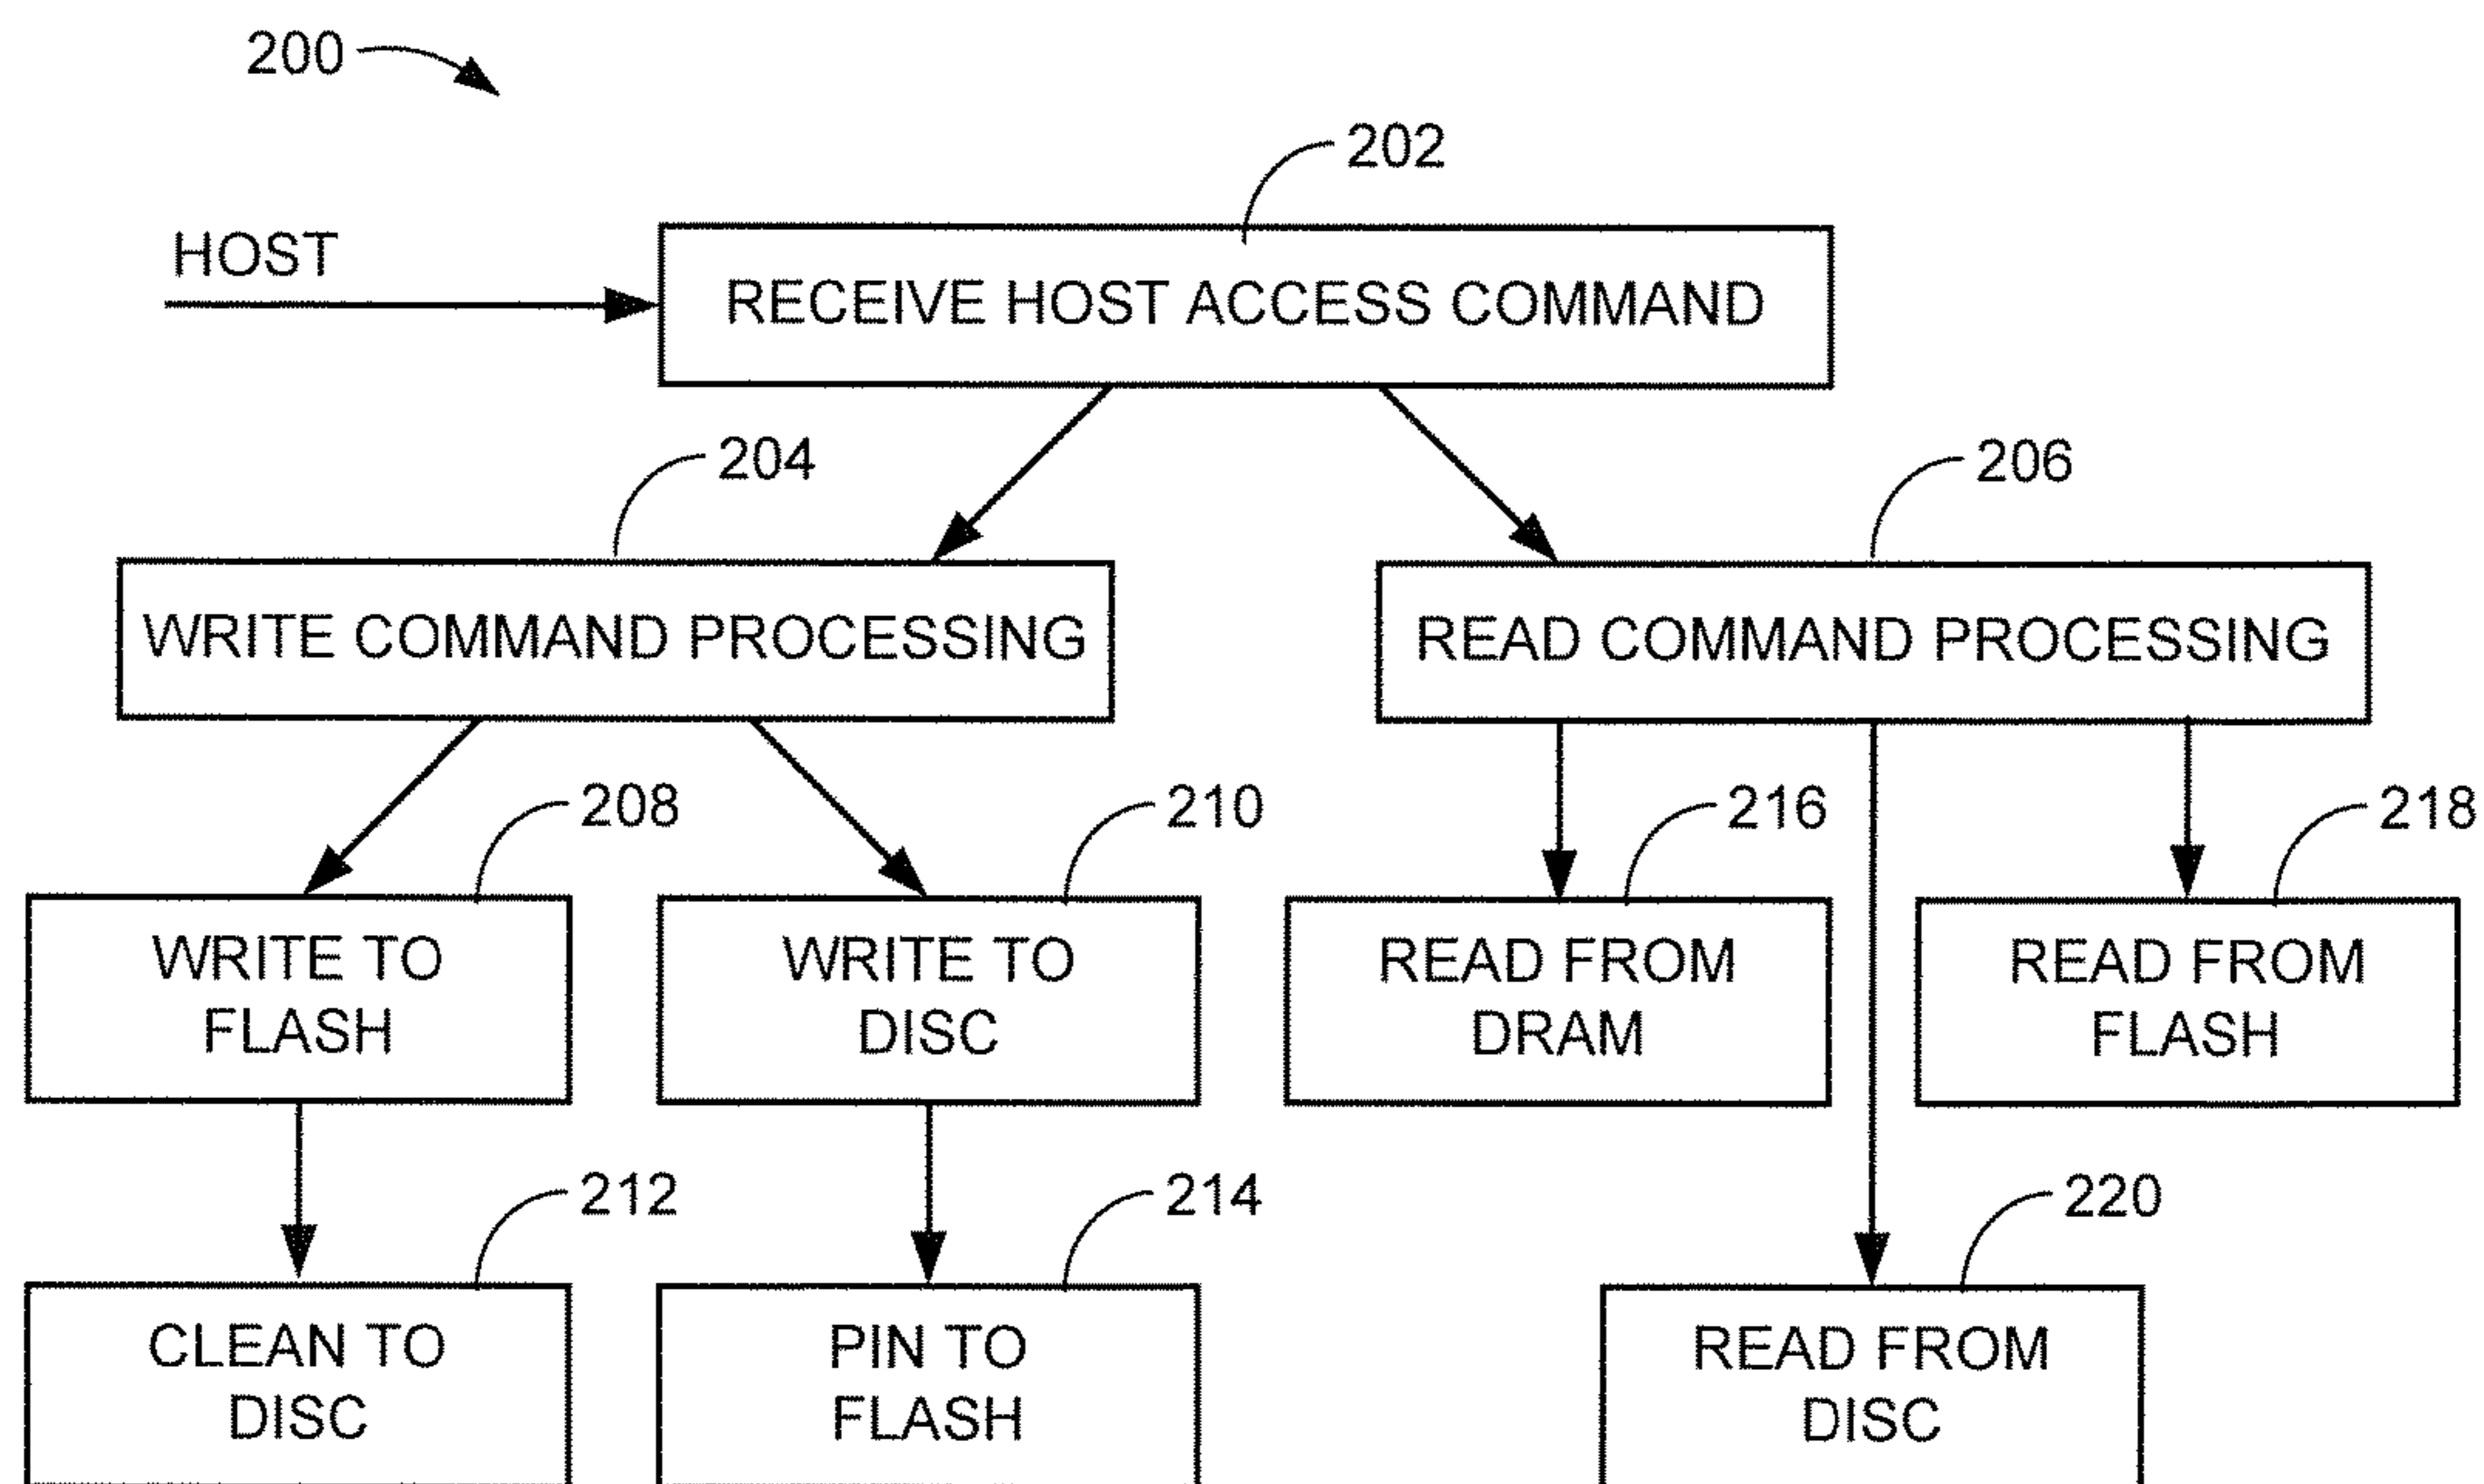 200
202
HOST
RECEIVE HOST ACCESS COMMAND
204
206
WRITE COMMAND PROCESSING
READ COMMAND PROCESSING
208
210
216
218
WRITE TO
FLASH
WRITE TO
DISC
READ FROM
DRAM
READ FROM
FLASH
212
214
220
CLEAN TO
DISC
PIN TO
FLASH
READ FROM
DISC